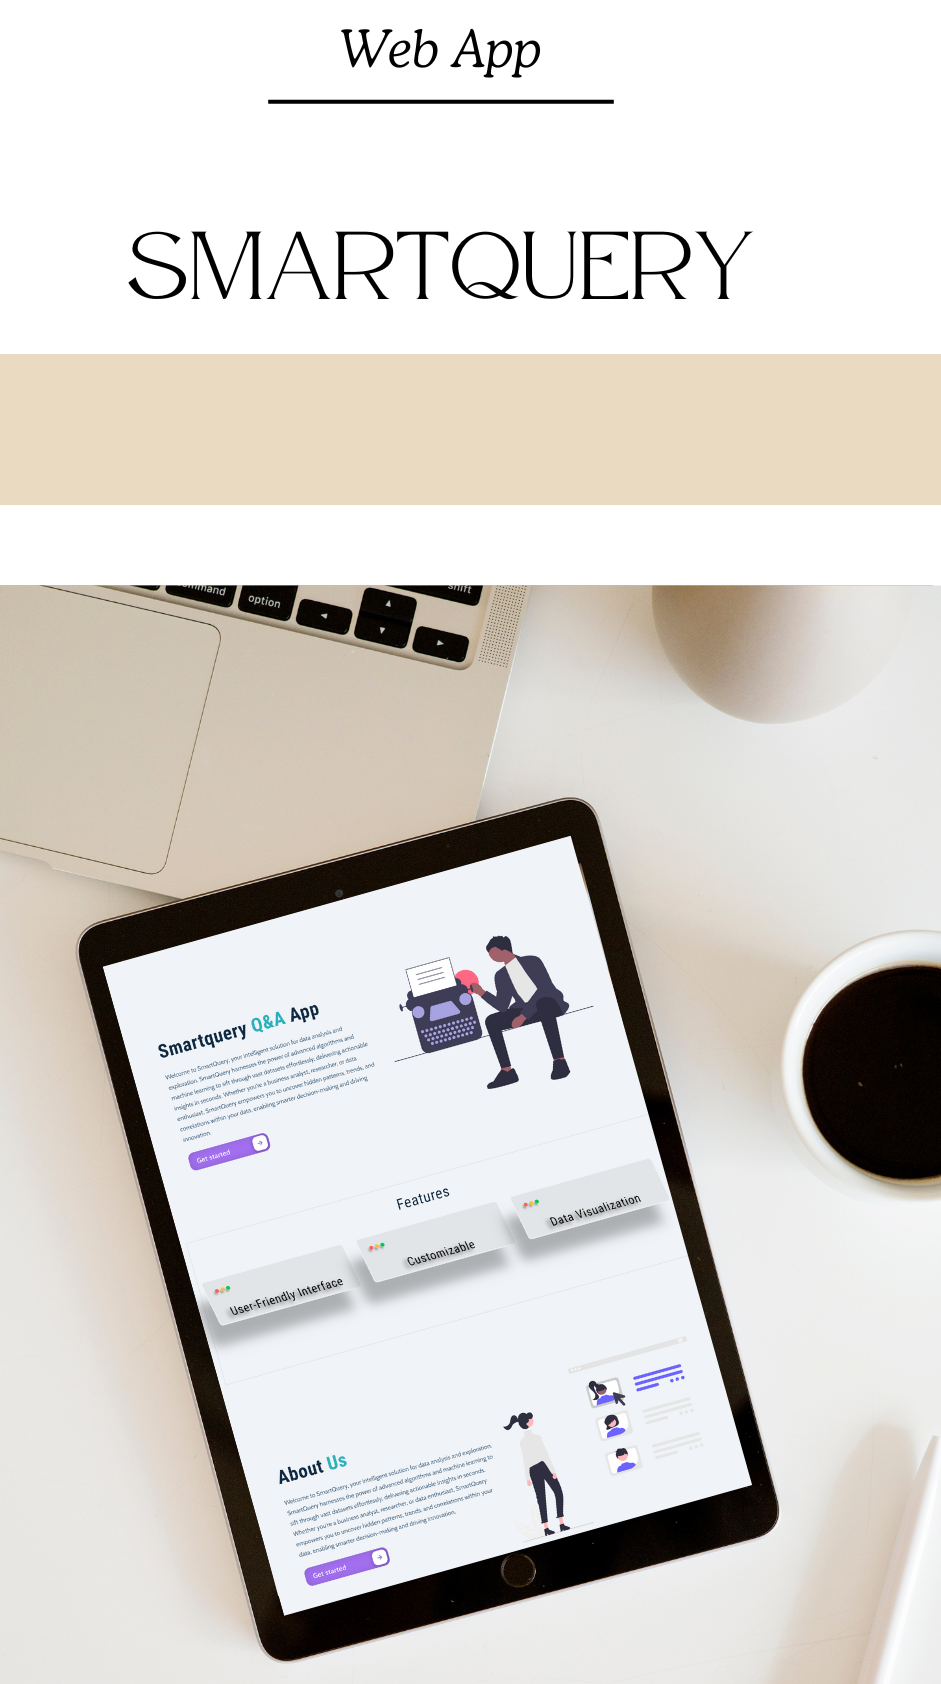 Web App
SMARTQUERY
command
option
shift
Smartquery Q&A App
Welcome to SmartQuery, your intelligent solution for data analysis and
exploration. SmartQuery harnesses the power of advanced algorithms and
machine learning to sift through vast datasets effortlessly, delivering actionable
insights in seconds. Whether you're a business analyst, researcher, or data
enthusiast, SmartQuery empowers you to uncover hidden patterns, trends, and
correlations within your data, enabling smarter decision-making and driving
innovation.
Get started
Features
User-Friendly Interface
Customizable
Data Visualization
About Us
Welcome to SmartQuery, your intelligent solution for data analysis and exploration.
SmartQuery harnesses the power of advanced algorithms and machine learning to
sift through vast datasets effortlessly, delivering actionable insights in seconds.
Whether you're a business analyst, researcher, or data enthusiast, SmartQuery
empowers you to uncover hidden patterns, trends, and correlations within your
data, enabling smarter decision-making and driving innovation.
Get started